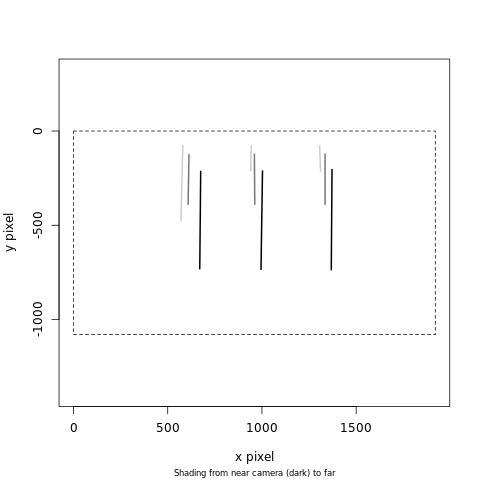 0
-500
-1000
y pixel
0 500 1000 1500
x pixel
Shading from near camera (dark) to far